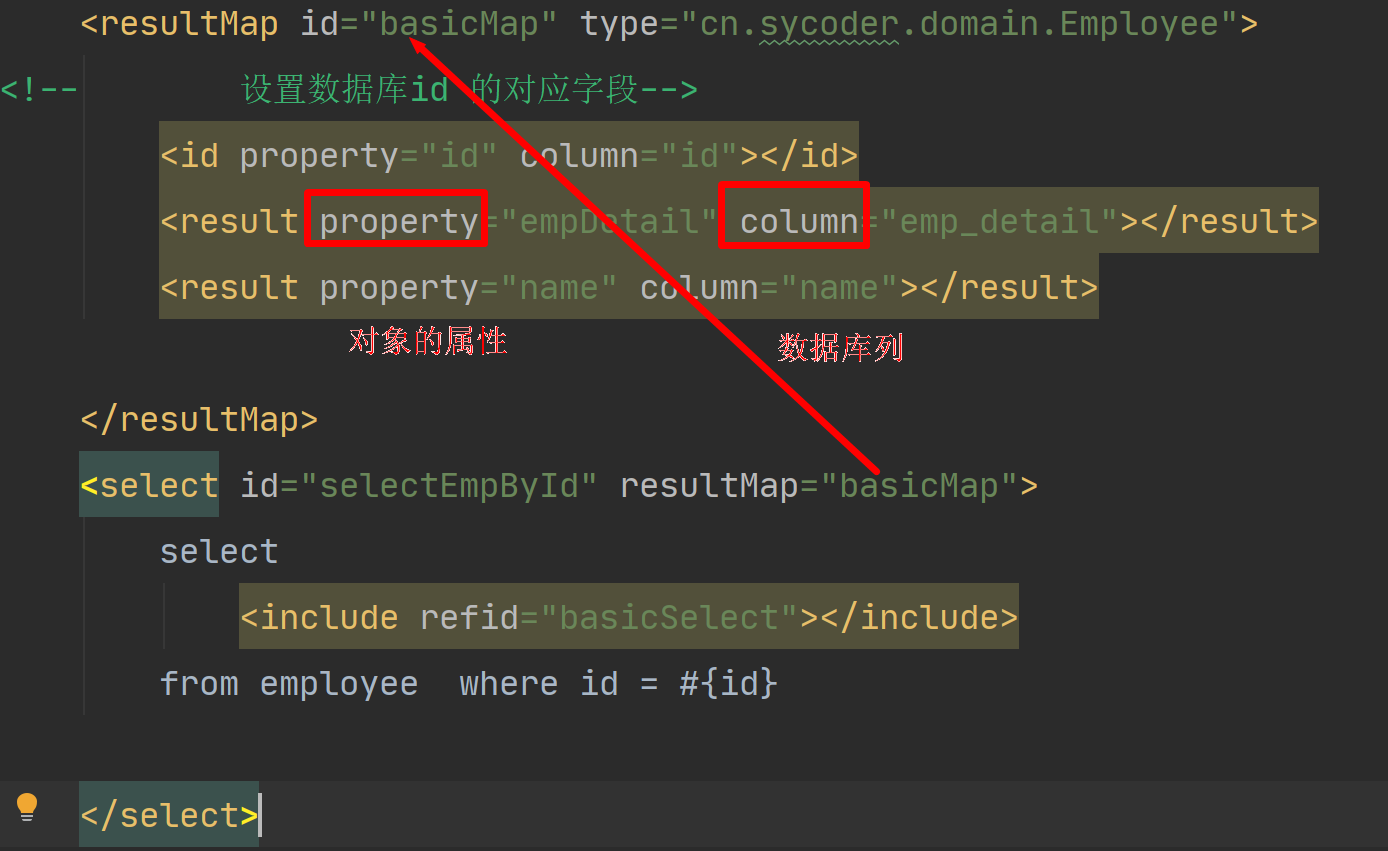 <resultMap id="basicMap" type="cn.sycoder.domain.Employee">
<!-- 设置数据库id 的对应字段-->
<id property="id" column="id"></id>
<result property="empDetail" column="emp_detail"></result>
<result property="name" column="name"></result>
对象的属性 数据库列
</resultMap>
<select id="selectEmpById" resultMap="basicMap">
select
<include refid="basicSelect"></include>
from employee  where id = #{id}
</select>